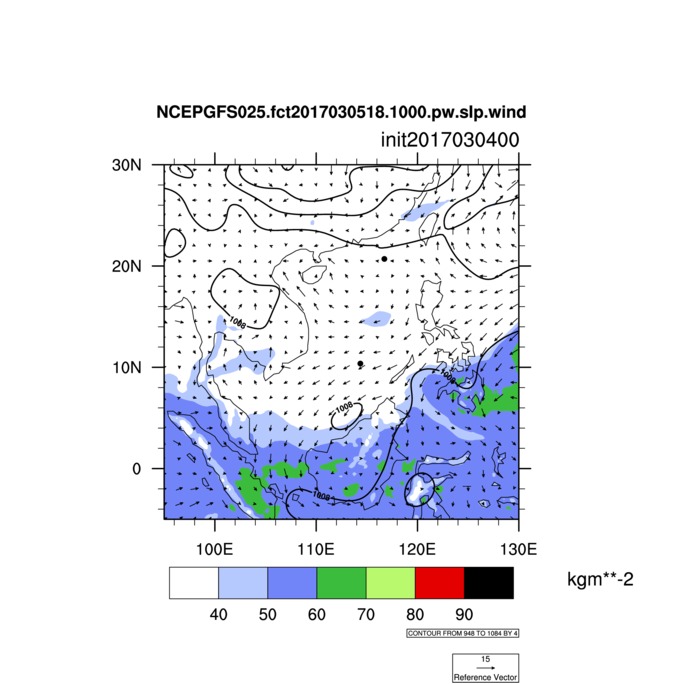 NCEPGFS025.fct2017030518.1000.pw.slp.wind
init2017030400
30N
20N
10N
0
1008
1008
1008
1008
100E 110E 120E 130E
kgm**-2
40 50 60 70 80 90
CONTOUR FROM 948 TO 1084 BY 4
15
Reference Vector